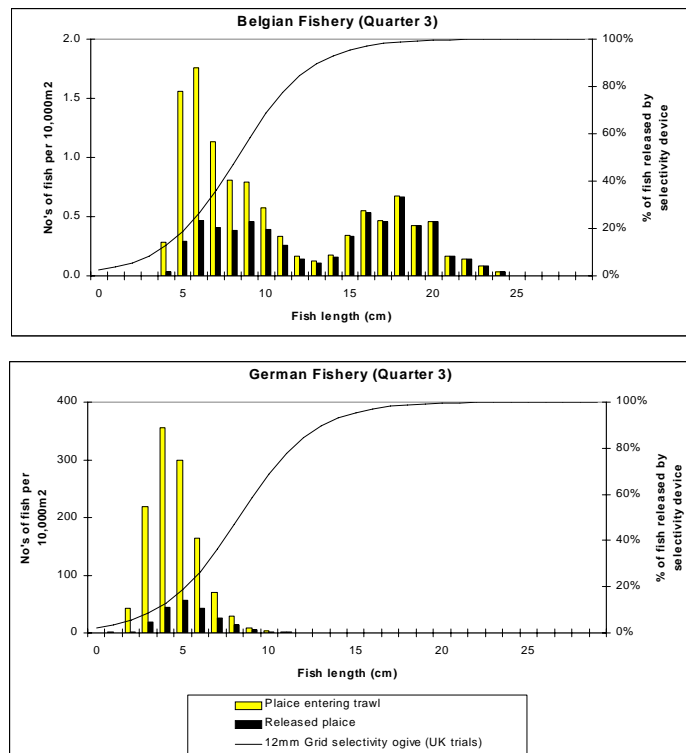 Belgian Fishery (Quarter 3)
No's of fish per 10,000m2
2.0
1.5
1.0
0.5
0.0
0 5 10 15 20 25
Fish length (cm)
100%
80%
60%
40%
20%
0%
% of fish released by
selectivity device
German Fishery (Quarter 3)
No's of fish per
10,000m2
400
300
200
100
0
0 5 10 15 20 25
Fish length (cm)
100%
80%
60%
40%
20%
0%
% of fish released by
selectivity device
Plaice entering trawl
Released plaice
12mm Grid selectivity ogive (UK trials)